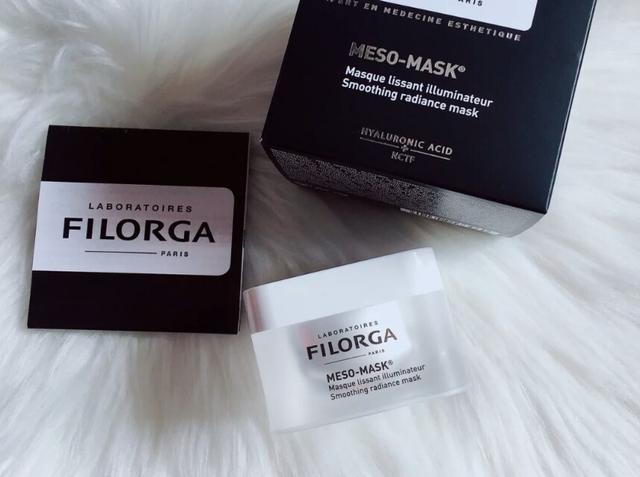 PARIS
EXPERT EN MEDECINE ESTHETIQUE
MESO-MASK®
Masque lissant illuminateur
Smoothing radiance mask
HYALURONIC ACID
+
NCTF
LABORATOIRES
FILORGA
PARIS
LABORATOIRES
FILORGA
PARIS
MESO-MASK®
Masque lissant illuminateur
Smoothing radiance mask